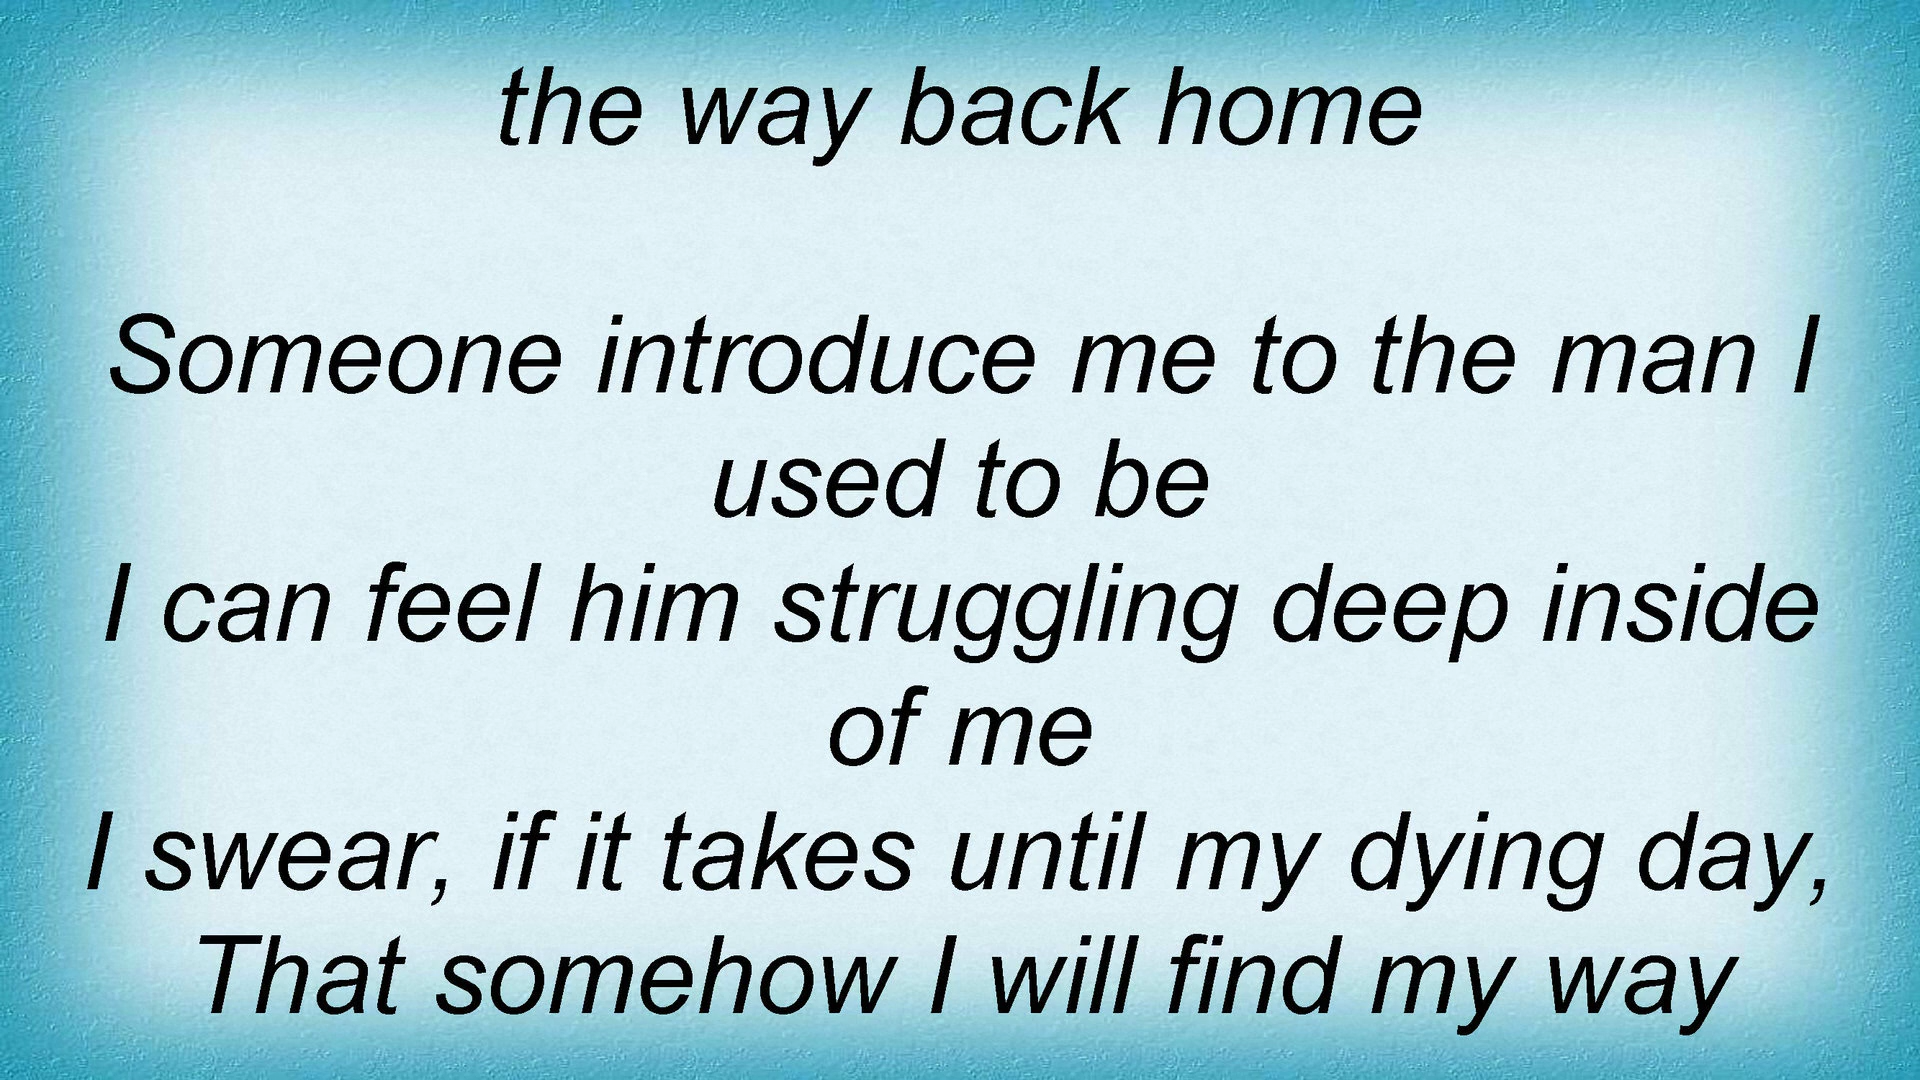 the way back home
Someone introduce me to the man I
used to be
I can feel him struggling deep inside
of me
I swear, if it takes until my dying day,
That somehow I will find my way